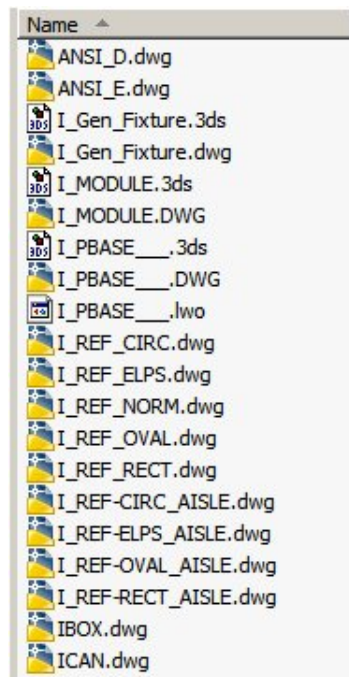 Name
ANSI_D.dwg
ANSI_E.dwg
I_Gen_Fixture.3ds
I_Gen_Fixture.dwg
I_MODULE.3ds
I_MODULE.DWG
I_PBASE___.3ds
I_PBASE___.DWG
I_PBASE___.lwo
I_REF_CIRC.dwg
I_REF_ELPS.dwg
I_REF_NORM.dwg
I_REF_OVAL.dwg
I_REF_RECT.dwg
I_REF-CIRC_AISLE.dwg
I_REF-ELPS_AISLE.dwg
I_REF-OVAL_AISLE.dwg
I_REF-RECT_AISLE.dwg
IBOX.dwg
ICAN.dwg